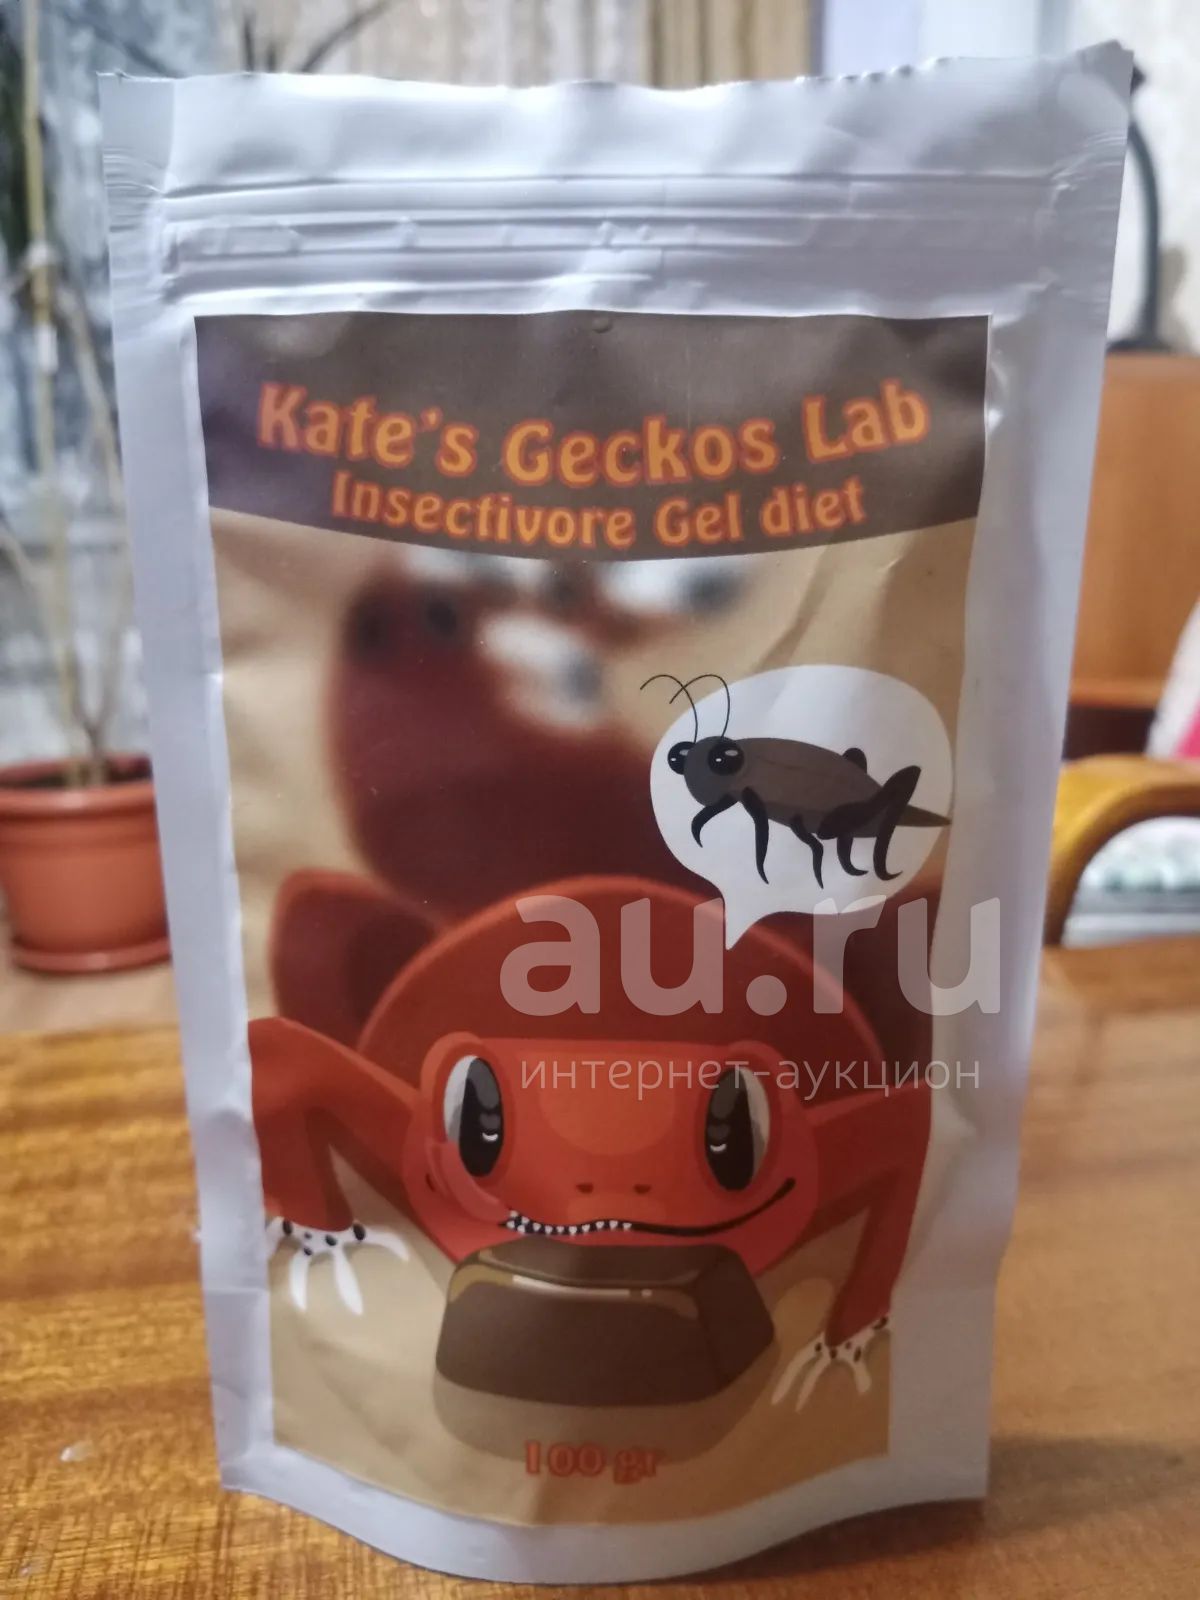 Kate's Geckos Lab
Insectivore Gel diet
au.ru
интернет-аукцион
100 gr